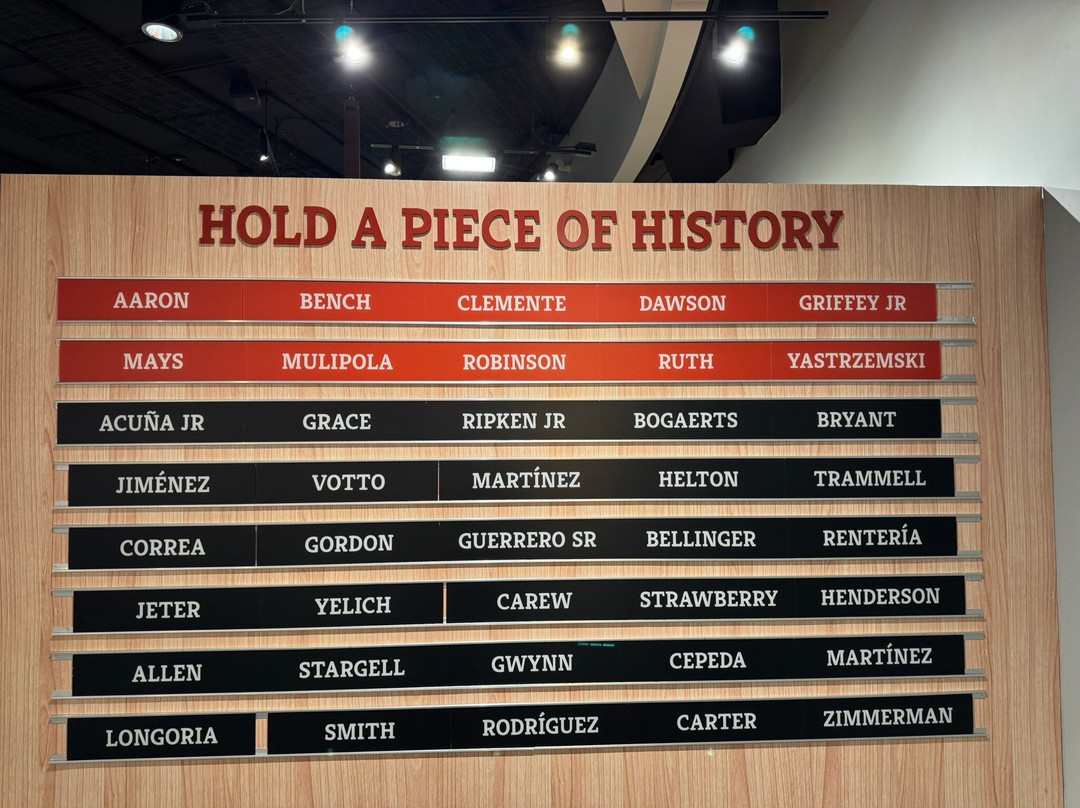 HOLD A PIECE OF HISTORY
AARON BENCH CLEMENTE DAWSON GRIFFEY JR
MAYS MULIPOLA ROBINSON RUTH YASTRZEMSKI
ACUÑA JR GRACE RIPKEN JR BOGAERTS BRYANT
JIMÉNEZ VOTTO MARTÍNEZ HELTON TRAMMELL
CORREA GORDON GUERRERO SR BELLINGER RENTERÍA
JETER YELICH CAREW STRAWBERRY HENDERSON
ALLEN STARGELL GWYNN CEPEDA MARTÍNEZ
LONGORIA SMITH RODRÍGUEZ CARTER ZIMMERMAN